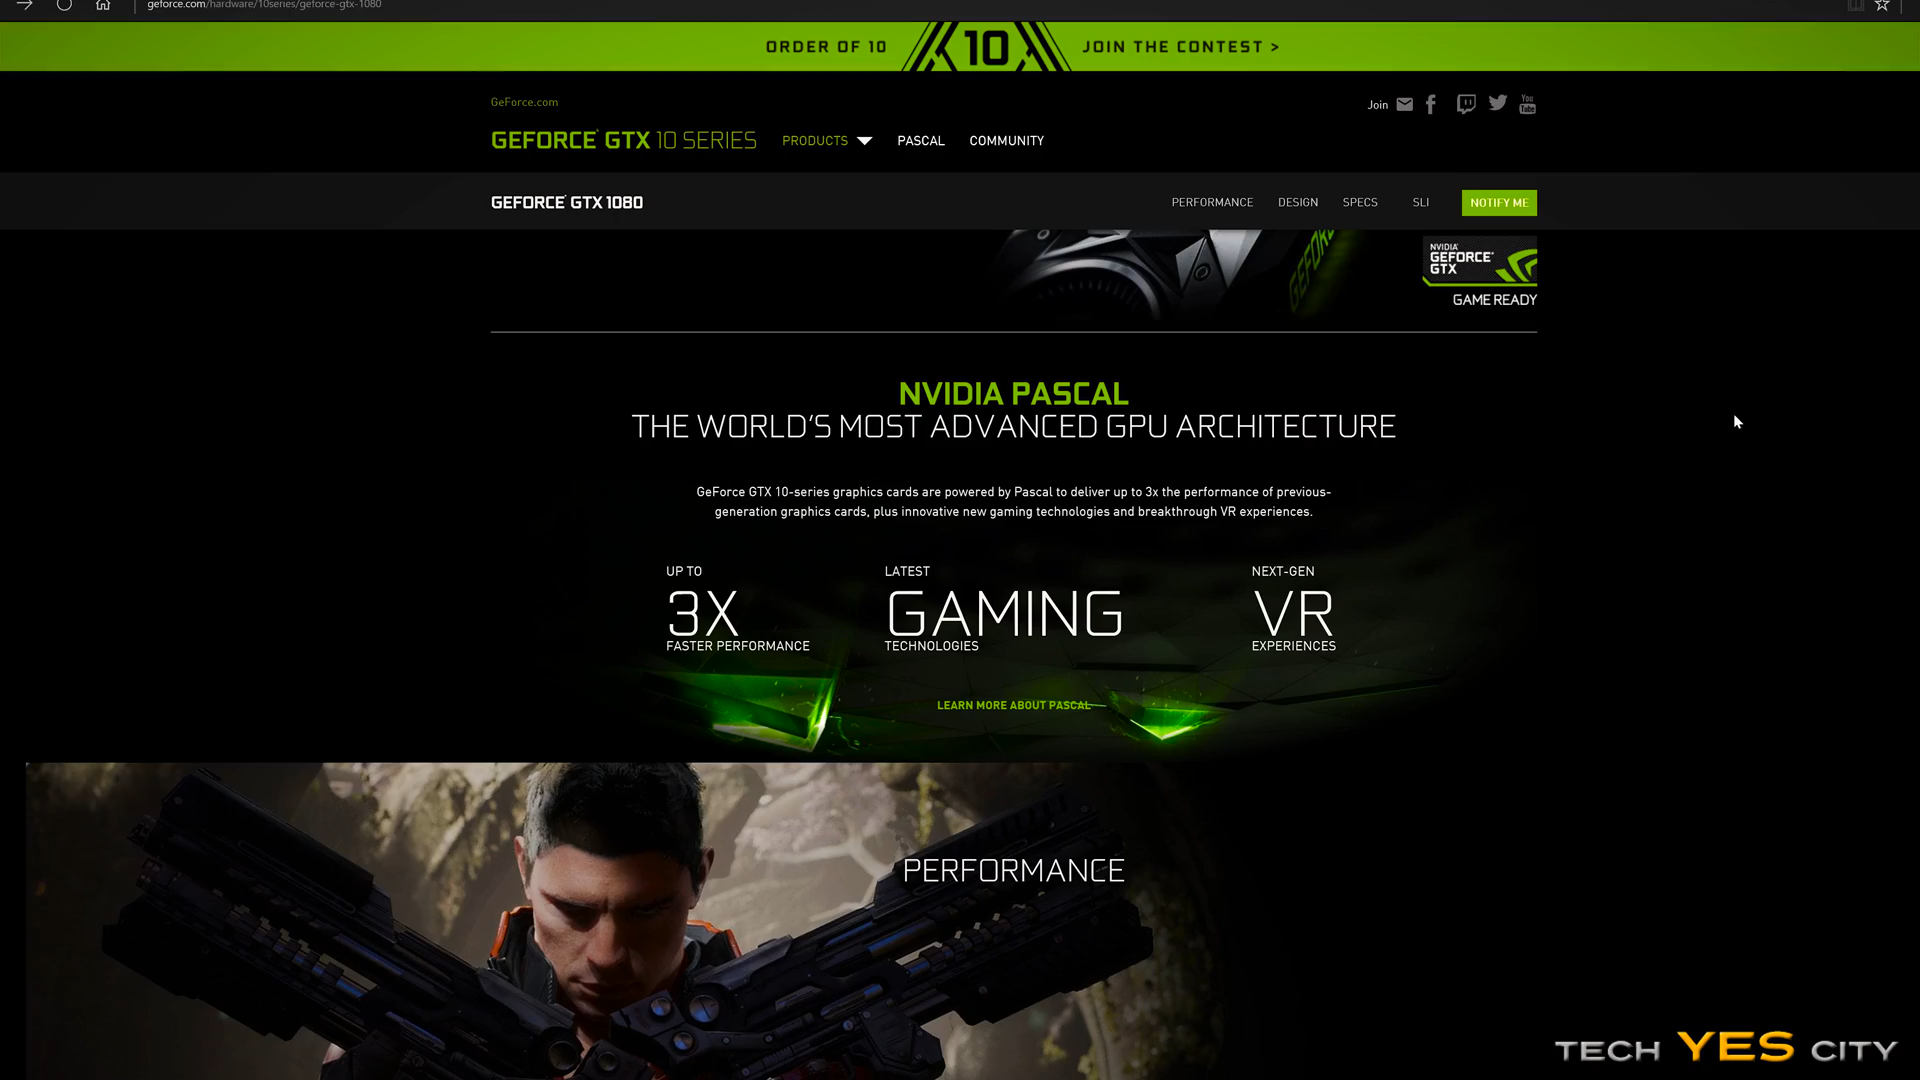 geforce.com/hardware/10series/geforce-gtx-1080
ORDER OF 10
10
JOIN THE CONTEST >
GeForce.com
Join
You
Tube
GEFORCE GTX 10 SERIES
PRODUCTS
PASCAL
COMMUNITY
GEFORCE GTX 1080
PERFORMANCE
DESIGN
SPECS
SLI
NOTIFY ME
GEFORCE
NVIDIA
GEFORCE
GTX
GAME READY
NVIDIA PASCAL
THE WORLD'S MOST ADVANCED GPU ARCHITECTURE
GeForce GTX 10-series graphics cards are powered by Pascal to deliver up to 3x the performance of previous-
generation graphics cards, plus innovative new gaming technologies and breakthrough VR experiences.
UP TO
3X
FASTER PERFORMANCE
LATEST
GAMING
TECHNOLOGIES
NEXT-GEN
VR
EXPERIENCES
LEARN MORE ABOUT PASCAL
PERFORMANCE
TECH YES CITY